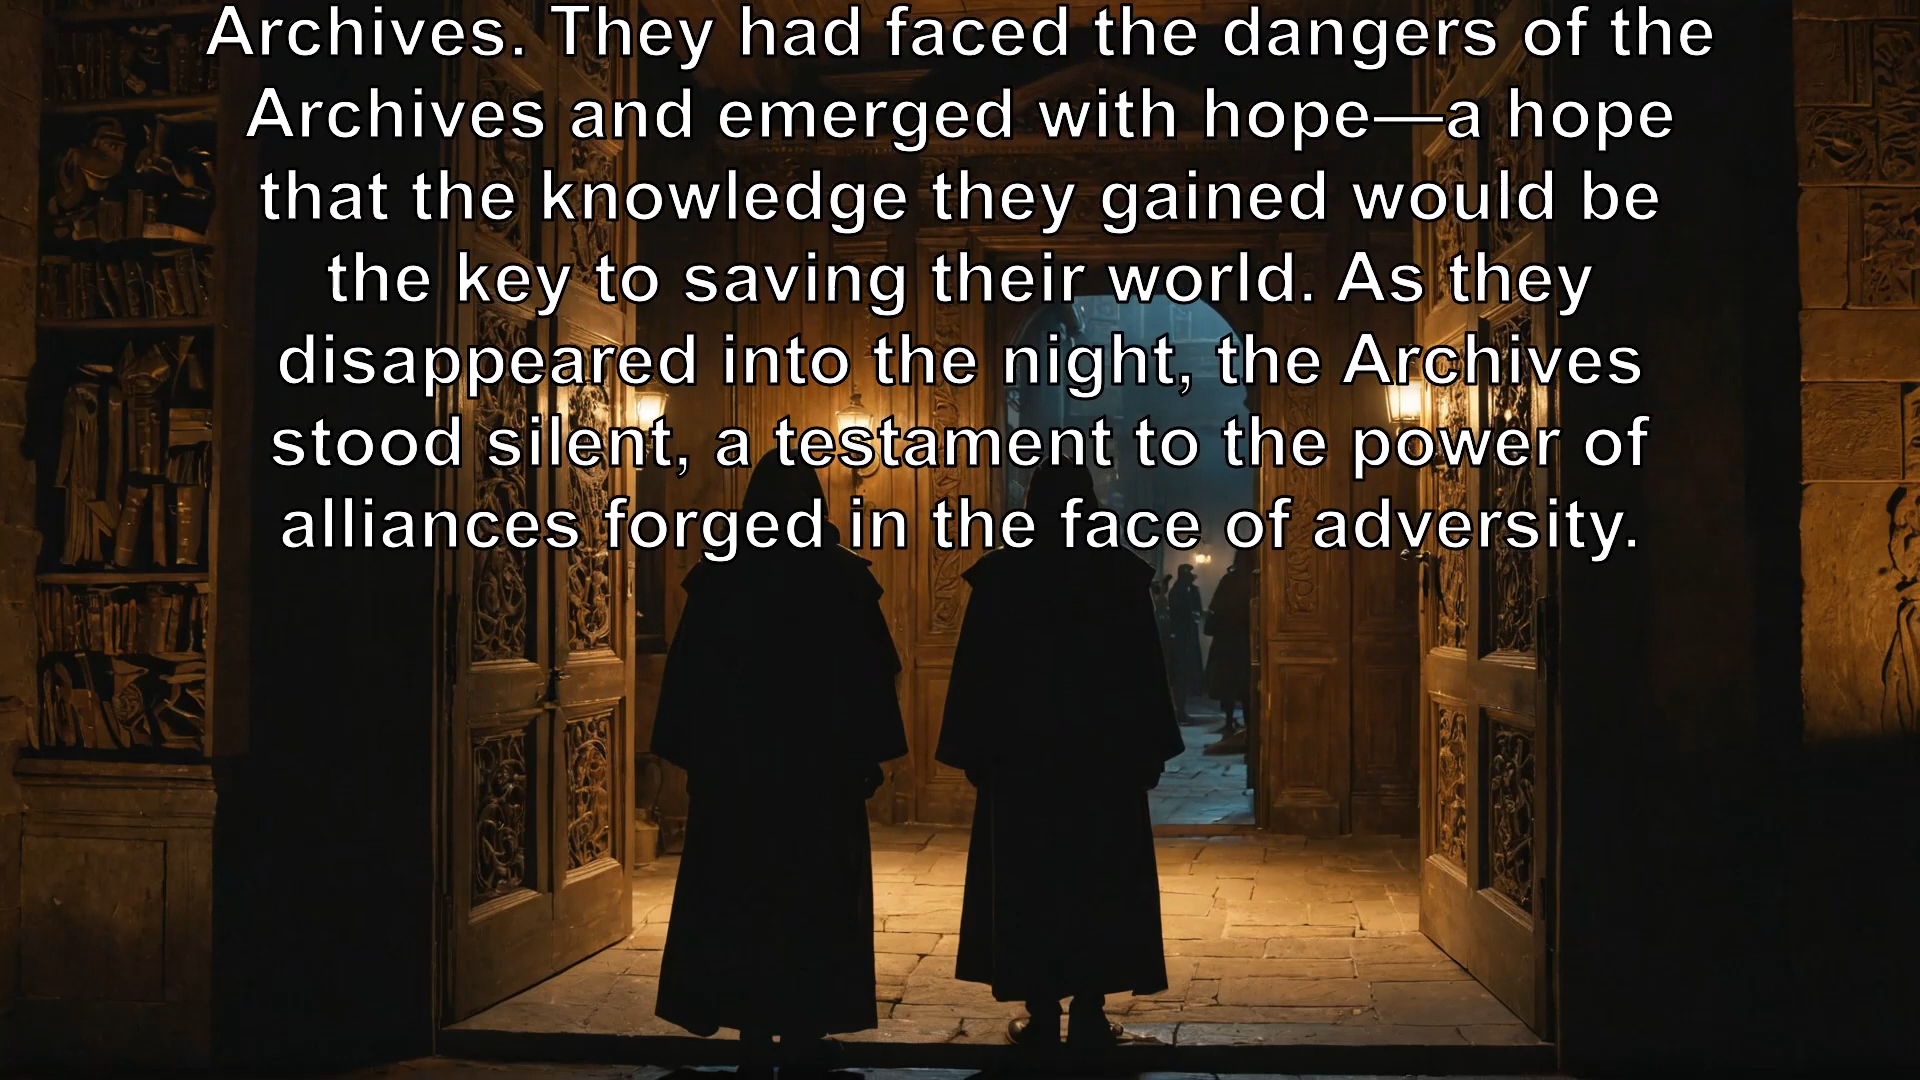 Archives. They had faced the dangers of the
Archives and emerged with hope—a hope
that the knowledge they gained would be
the key to saving their world. As they
disappeared into the night, the Archives
stood silent, a testament to the power of
alliances forged in the face of adversity.